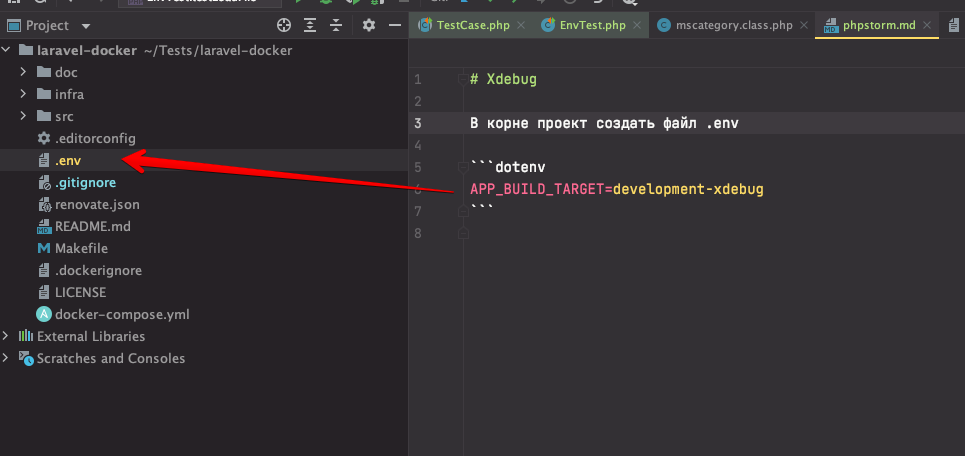 Project
TestCase.php
EnvTest.php
mscategory.class.php
phpstorm.md
laravel-docker ~/Tests/laravel-docker
doc
infra
src
.editorconfig
.env
.gitignore
renovate.json
README.md
Makefile
.dockerignore
LICENSE
docker-compose.yml
External Libraries
Scratches and Consoles
1 # Xdebug
2
3 В корне проект создать файл .env
4
5 ```dotenv
6 APP_BUILD_TARGET=development-xdebug
7 ```
8